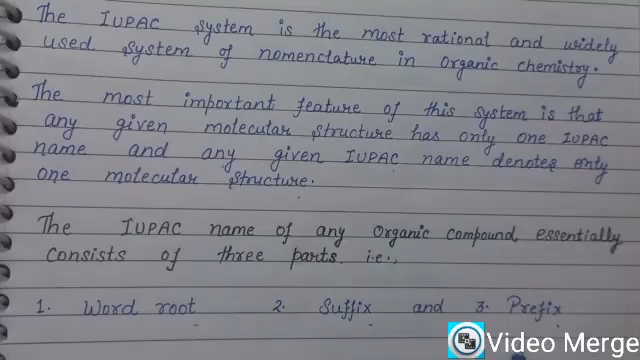 The IUPAC system is the most rational and widely
used system of nomenclature in Organic chemistry.
The most important feature of this system is that
any given molecular structure has only one IUPAC
name and any given IUPAC name denotes only
one molecular structure.
The IUPAC name of any Organic compound, essentially
consists of three parts i.e.,
1. Word root 2. Suffix and 3. Prefix
Video Merge